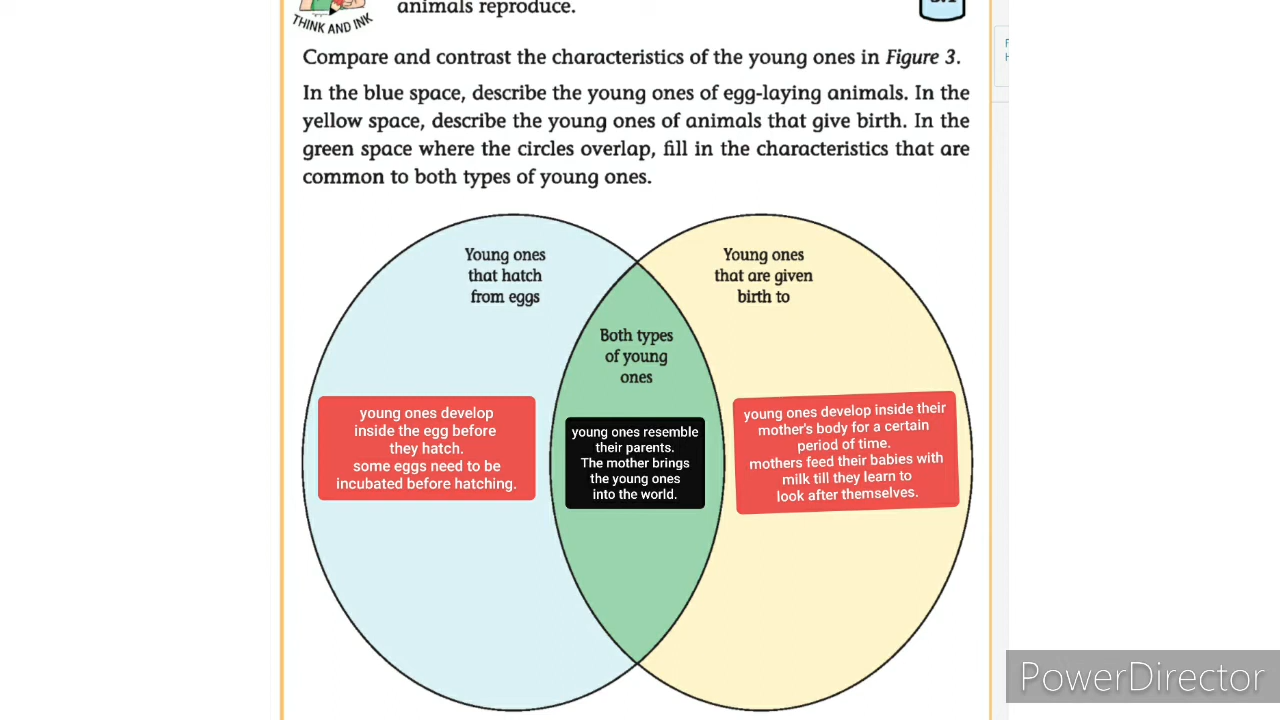 animals reproduce.
THINK AND INK
Compare and contrast the characteristics of the young ones in Figure 3.
In the blue space, describe the young ones of egg-laying animals. In the
yellow space, describe the young ones of animals that give birth. In the
green space where the circles overlap, fill in the characteristics that are
common to both types of young ones.
Young ones
that hatch
from eggs
Young ones
that are given
birth to
Both types
of young
ones
young ones develop
inside the egg before
they hatch.
some eggs need to be
incubated before hatching.
young ones resemble
their parents.
The mother brings
the young ones
into the world.
young ones develop inside their
mother's body for a certain
period of time.
mothers feed their babies with
milk till they learn to
look after themselves.
PowerDirector